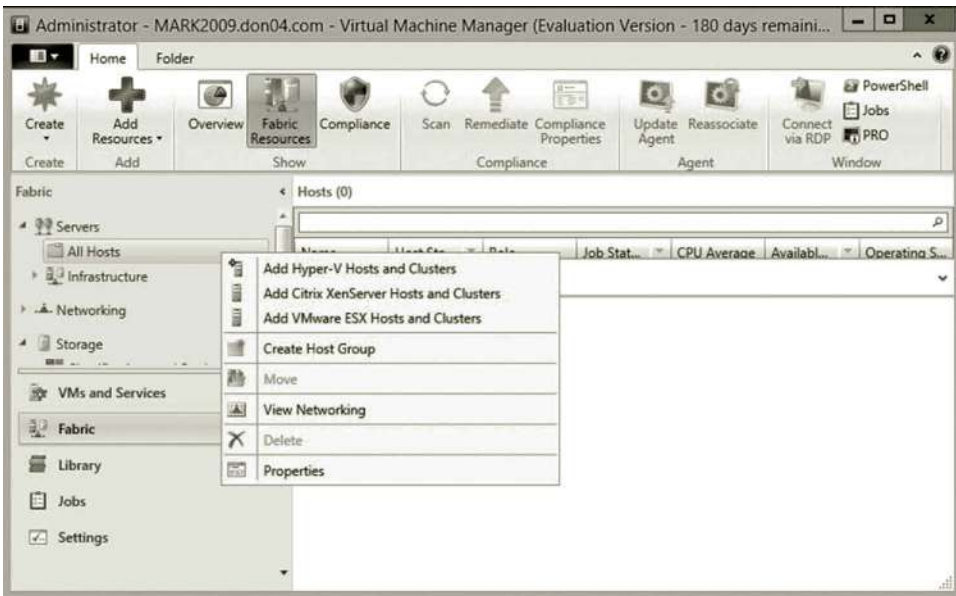 Administrator - MARK2009.don04.com - Virtual Machine Manager (Evaluation Version - 180 days remaini...
Home Folder
Create
Add Resources
Overview
Fabric Resources
Compliance
Scan
Remediate
Compliance Properties
Update Agent
Reassociate
Connect via RDP
PowerShell
Jobs
PRO
Create Add Show Compliance Agent Window
Fabric
Hosts (0)
Servers
All Hosts
Infrastructure
Networking
Storage
Name Role Job Stat... CPU Average Availabl... Operating S...
Add Hyper-V Hosts and Clusters
Add Citrix XenServer Hosts and Clusters
Add VMware ESX Hosts and Clusters
Create Host Group
Move
View Networking
Delete
Properties
VMs and Services
Fabric
Library
Jobs
Settings